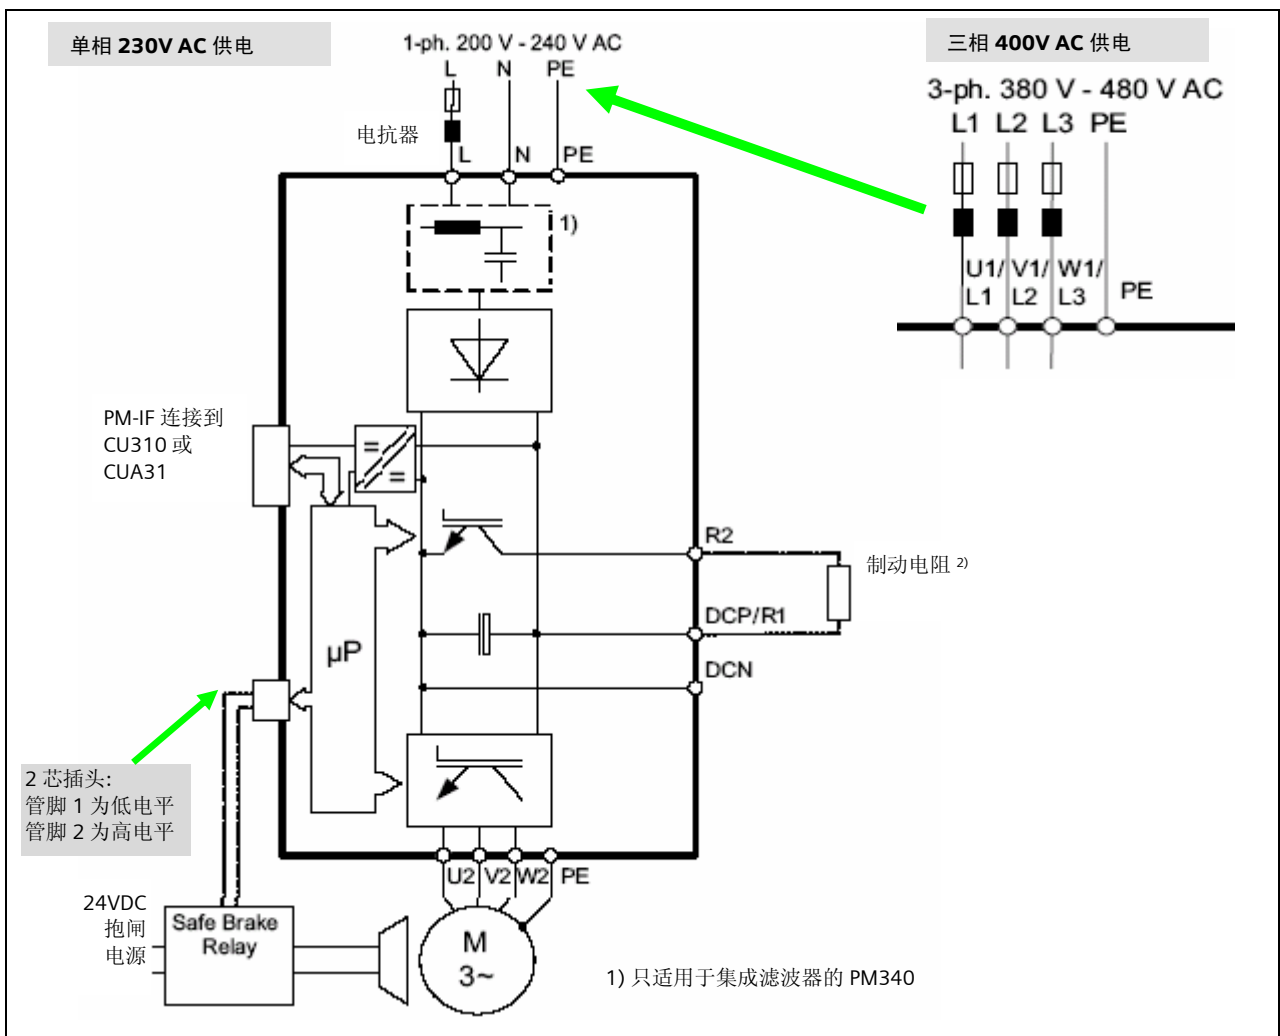 单相 230V AC 供电
1-ph. 200 V - 240 V AC
L N PE
电抗器
L N PE
1)
三相 400V AC 供电
3-ph. 380 V - 480 V AC
L1 L2 L3 PE
U1/ V1/ W1/
L1 L2 L3 PE
PM-IF 连接到
CU310 或
CUA31
=
=
R2
制动电阻 2)
DCP/R1
µP
DCN
2 芯插头:
管脚 1 为低电平
管脚 2 为高电平
U2 V2 W2 PE
24VDC
抱闸
电源
Safe Brake
Relay
M
3~
1) 只适用于集成滤波器的 PM340